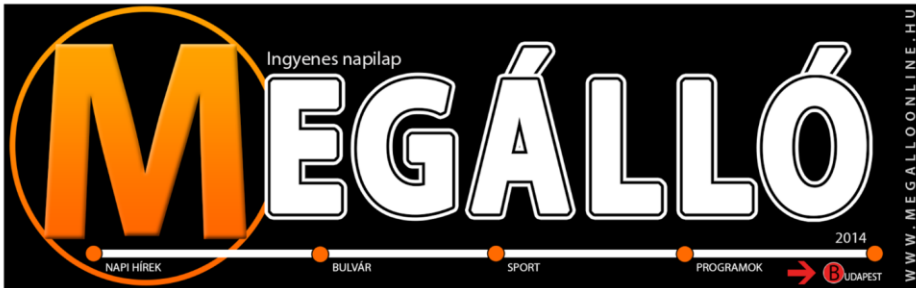 Ingyenes napilap
MEGÁLLÓ
2014
NAPI HÍREK
BULVÁR
SPORT
PROGRAMOK
BUDAPEST
WWW.MEGALLOONLINE.HU